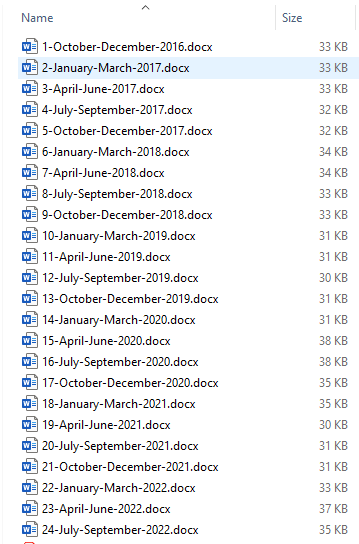 Name Size
1-October-December-2016.docx 33 KB
2-January-March-2017.docx 33 KB
3-April-June-2017.docx 33 KB
4-July-September-2017.docx 32 KB
5-October-December-2017.docx 32 KB
6-January-March-2018.docx 34 KB
7-April-June-2018.docx 34 KB
8-July-September-2018.docx 33 KB
9-October-December-2018.docx 33 KB
10-January-March-2019.docx 31 KB
11-April-June-2019.docx 31 KB
12-July-September-2019.docx 30 KB
13-October-December-2019.docx 31 KB
14-January-March-2020.docx 31 KB
15-April-June-2020.docx 38 KB
16-July-September-2020.docx 38 KB
17-October-December-2020.docx 35 KB
18-January-March-2021.docx 35 KB
19-April-June-2021.docx 30 KB
20-July-September-2021.docx 31 KB
21-October-December-2021.docx 31 KB
22-January-March-2022.docx 33 KB
23-April-June-2022.docx 37 KB
24-July-September-2022.docx 35 KB